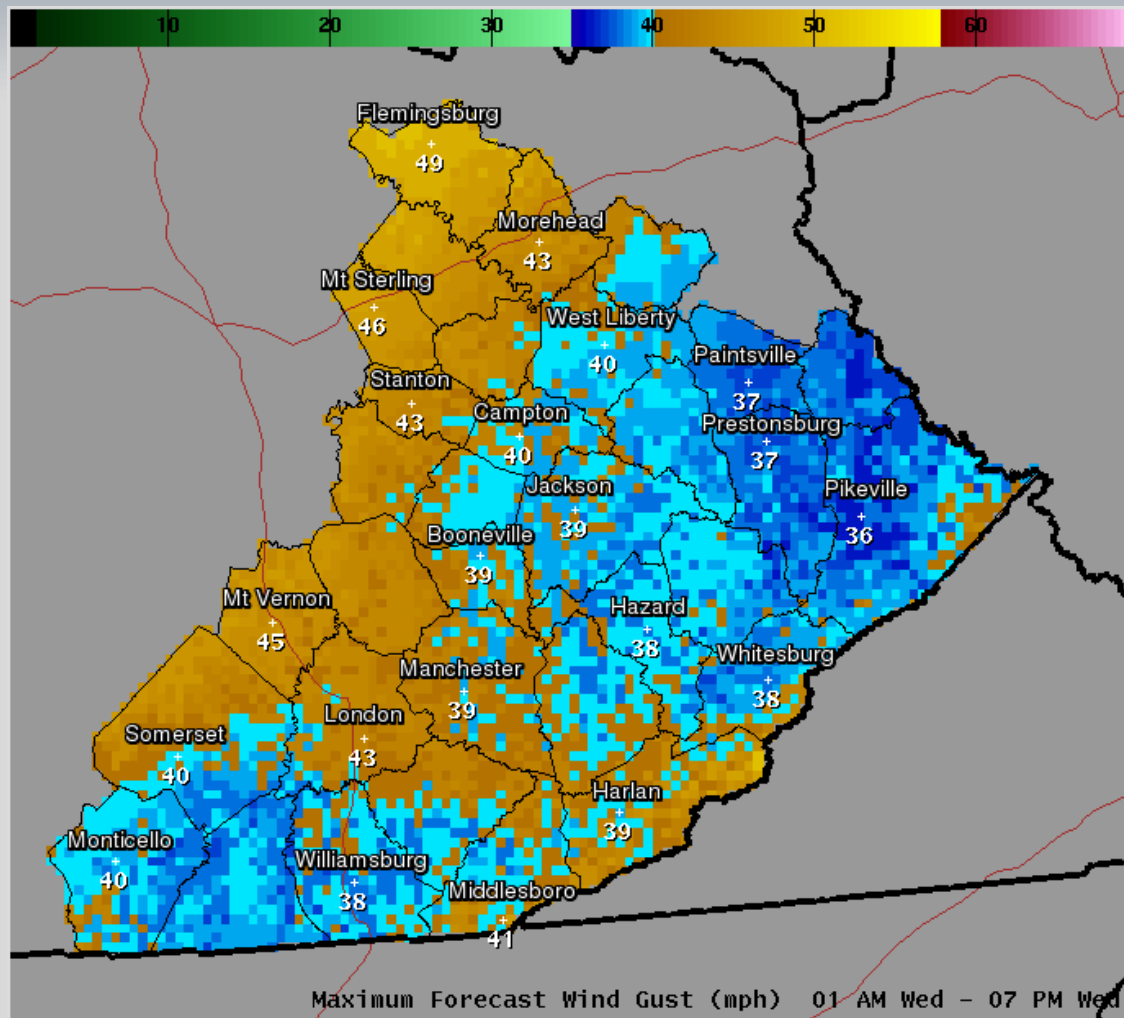 10 20 30 40 50 60
Flemingsburg
49
Morehead
43
Mt Sterling
46
West Liberty
40
Paintsville
37
Stanton
43
Campton
40
Prestonsburg
37
Jackson
39
Pikeville
36
Booneville
39
Mt Vernon
45
Hazard
38
Whitesburg
38
Manchester
39
London
43
Somerset
40
Harlan
39
Monticello
40
Williamsburg
38
Middlesboro
41
Maximum Forecast Wind Gust (mph) 01 AM Wed - 07 PM Wed